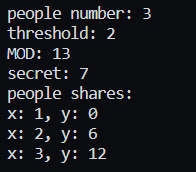 people number: 3
threshold: 2
MOD: 13
secret: 7
people shares:
x: 1, y: 0
x: 2, y: 6
x: 3, y: 12